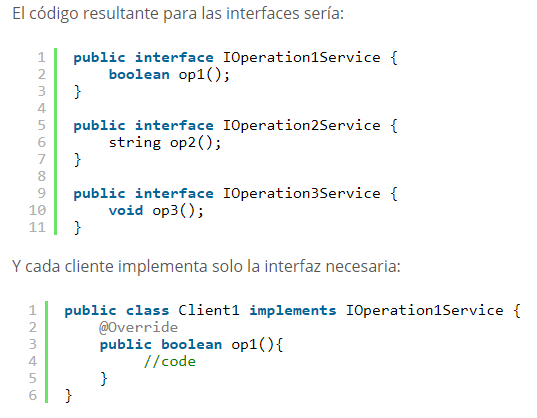 El código resultante para las interfaces sería:
1 public interface IOperation1Service {
2     boolean op1();
3 }
4
5 public interface IOperation2Service {
6     string op2();
7 }
8
9 public interface IOperation3Service {
10     void op3();
11 }
Y cada cliente implementa solo la interfaz necesaria:
1 public class Client1 implements IOperation1Service {
2     @Override
3     public boolean op1(){
4          //code
5     }
6 }